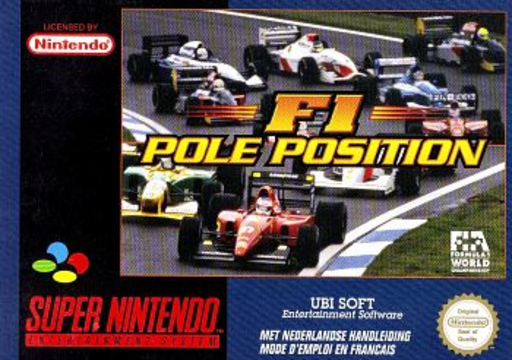 LICENSED BY
Nintendo
F1
POLE POSITION
FIA
FORMULA 1
WORLD
CHAMPIONSHIP
SUPER NINTENDO
ENTERTAINMENT SYSTEM
UBI SOFT
Entertainment Software
MET NEDERLANDSE HANDLEIDING
MODE D'EMPLOI EN FRANCAIS
Original
Nintendo
Seal of
Quality